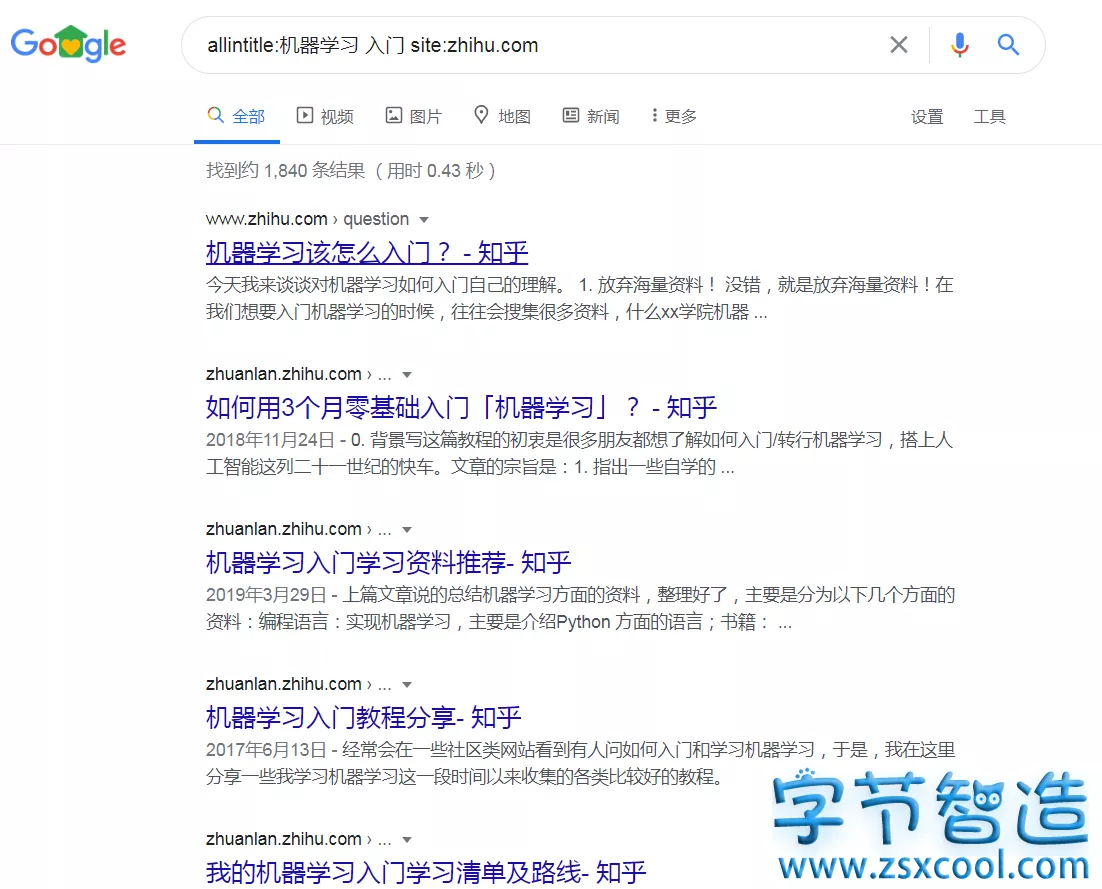 Google
allintitle:机器学习 入门 site:zhihu.com
全部 视频 图片 地图 新闻 更多 设置 工具
找到约 1,840 条结果 （用时 0.43 秒）
www.zhihu.com › question
机器学习该怎么入门？ - 知乎
今天我来谈谈对机器学习如何入门自己的理解。 1. 放弃海量资料！ 没错，就是放弃海量资料！在
我们想要入门机器学习的时候，往往会搜集很多资料，什么xx学院机器 ...
zhuanlan.zhihu.com › ...
如何用3个月零基础入门「机器学习」？ - 知乎
2018年11月24日 - 0. 背景写这篇教程的初衷是很多朋友都想了解如何入门/转行机器学习，搭上人
工智能这列二十一世纪的快车。文章的宗旨是：1. 指出一些自学的 ...
zhuanlan.zhihu.com › ...
机器学习入门学习资料推荐- 知乎
2019年3月29日 - 上篇文章说的总结机器学习方面的资料，整理好了，主要是分为以下几个方面的
资料：编程语言：实现机器学习，主要是介绍Python 方面的语言；书籍： ...
zhuanlan.zhihu.com › ...
机器学习入门教程分享- 知乎
2017年6月13日 - 经常会在一些社区类网站看到有人问如何入门和学习机器学习，于是，我在这里
分享一些我学习机器学习这一段时间以来收集的各类比较好的教程。
zhuanlan.zhihu.com › ...
我的机器学习入门学习清单及路线- 知乎
字节智造
www.zsxcool.com